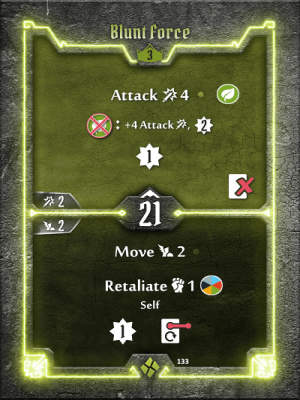 Blunt Force
3
Attack 4
: +4 Attack , 2
1
2
21
2
Move 2
Retaliate 1
Self
1
133